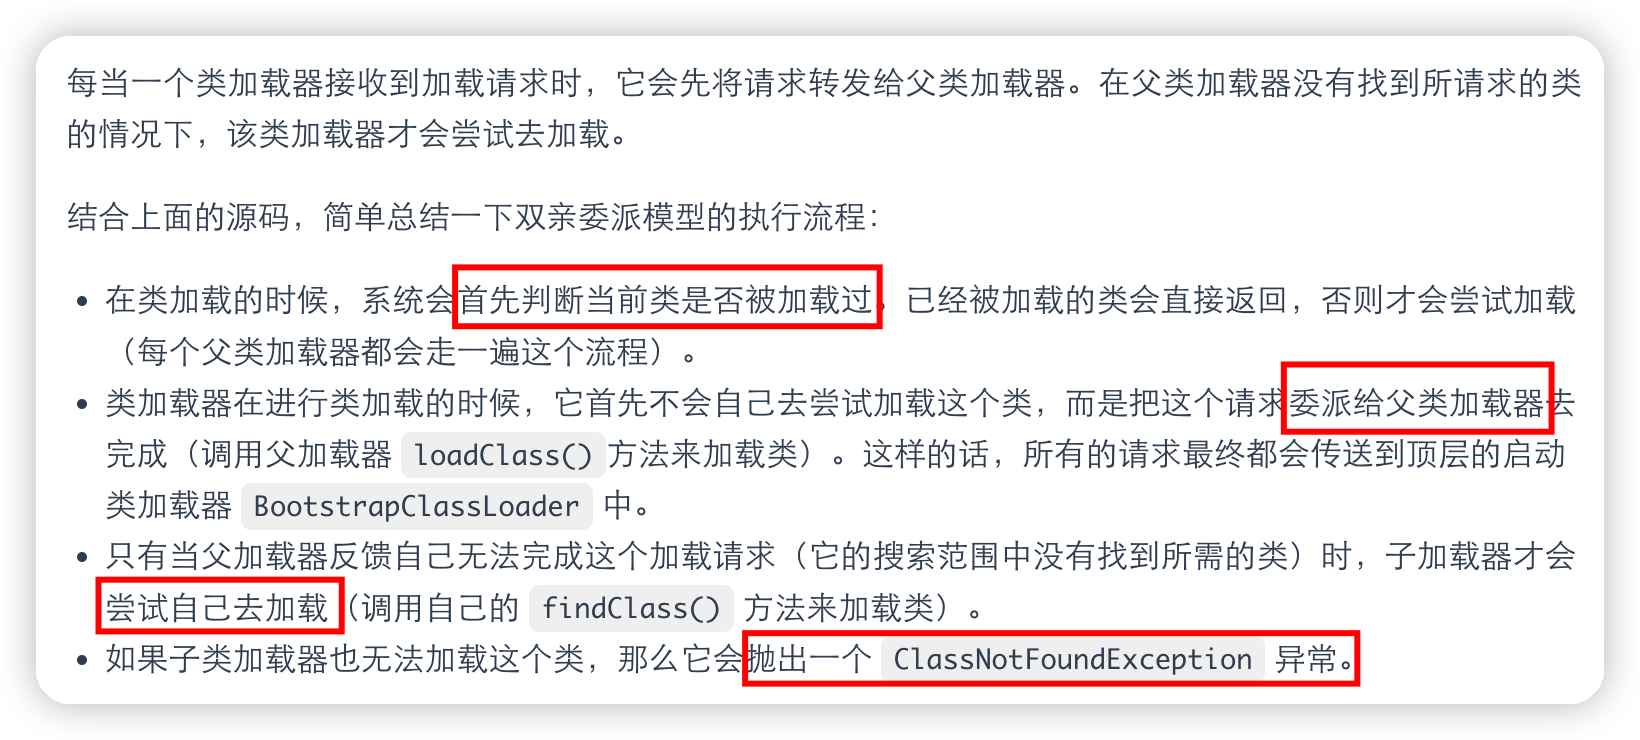 每当一个类加载器接收到加载请求时，它会先将请求转发给父类加载器。在父类加载器没有找到所请求的类
的情况下，该类加载器才会尝试去加载。
结合上面的源码，简单总结一下双亲委派模型的执行流程：
在类加载的时候，系统会首先判断当前类是否被加载过。已经被加载的类会直接返回，否则才会尝试加载
（每个父类加载器都会走一遍这个流程）。
类加载器在进行类加载的时候，它首先不会自己去尝试加载这个类，而是把这个请求委派给父类加载器去
完成（调用父加载器 loadClass()方法来加载类）。这样的话，所有的请求最终都会传送到顶层的启动
类加载器 BootstrapClassLoader 中。
只有当父加载器反馈自己无法完成这个加载请求（它的搜索范围中没有找到所需的类）时，子加载器才会
尝试自己去加载（调用自己的 findClass() 方法来加载类）。
如果子类加载器也无法加载这个类，那么它会抛出一个 ClassNotFoundException 异常。